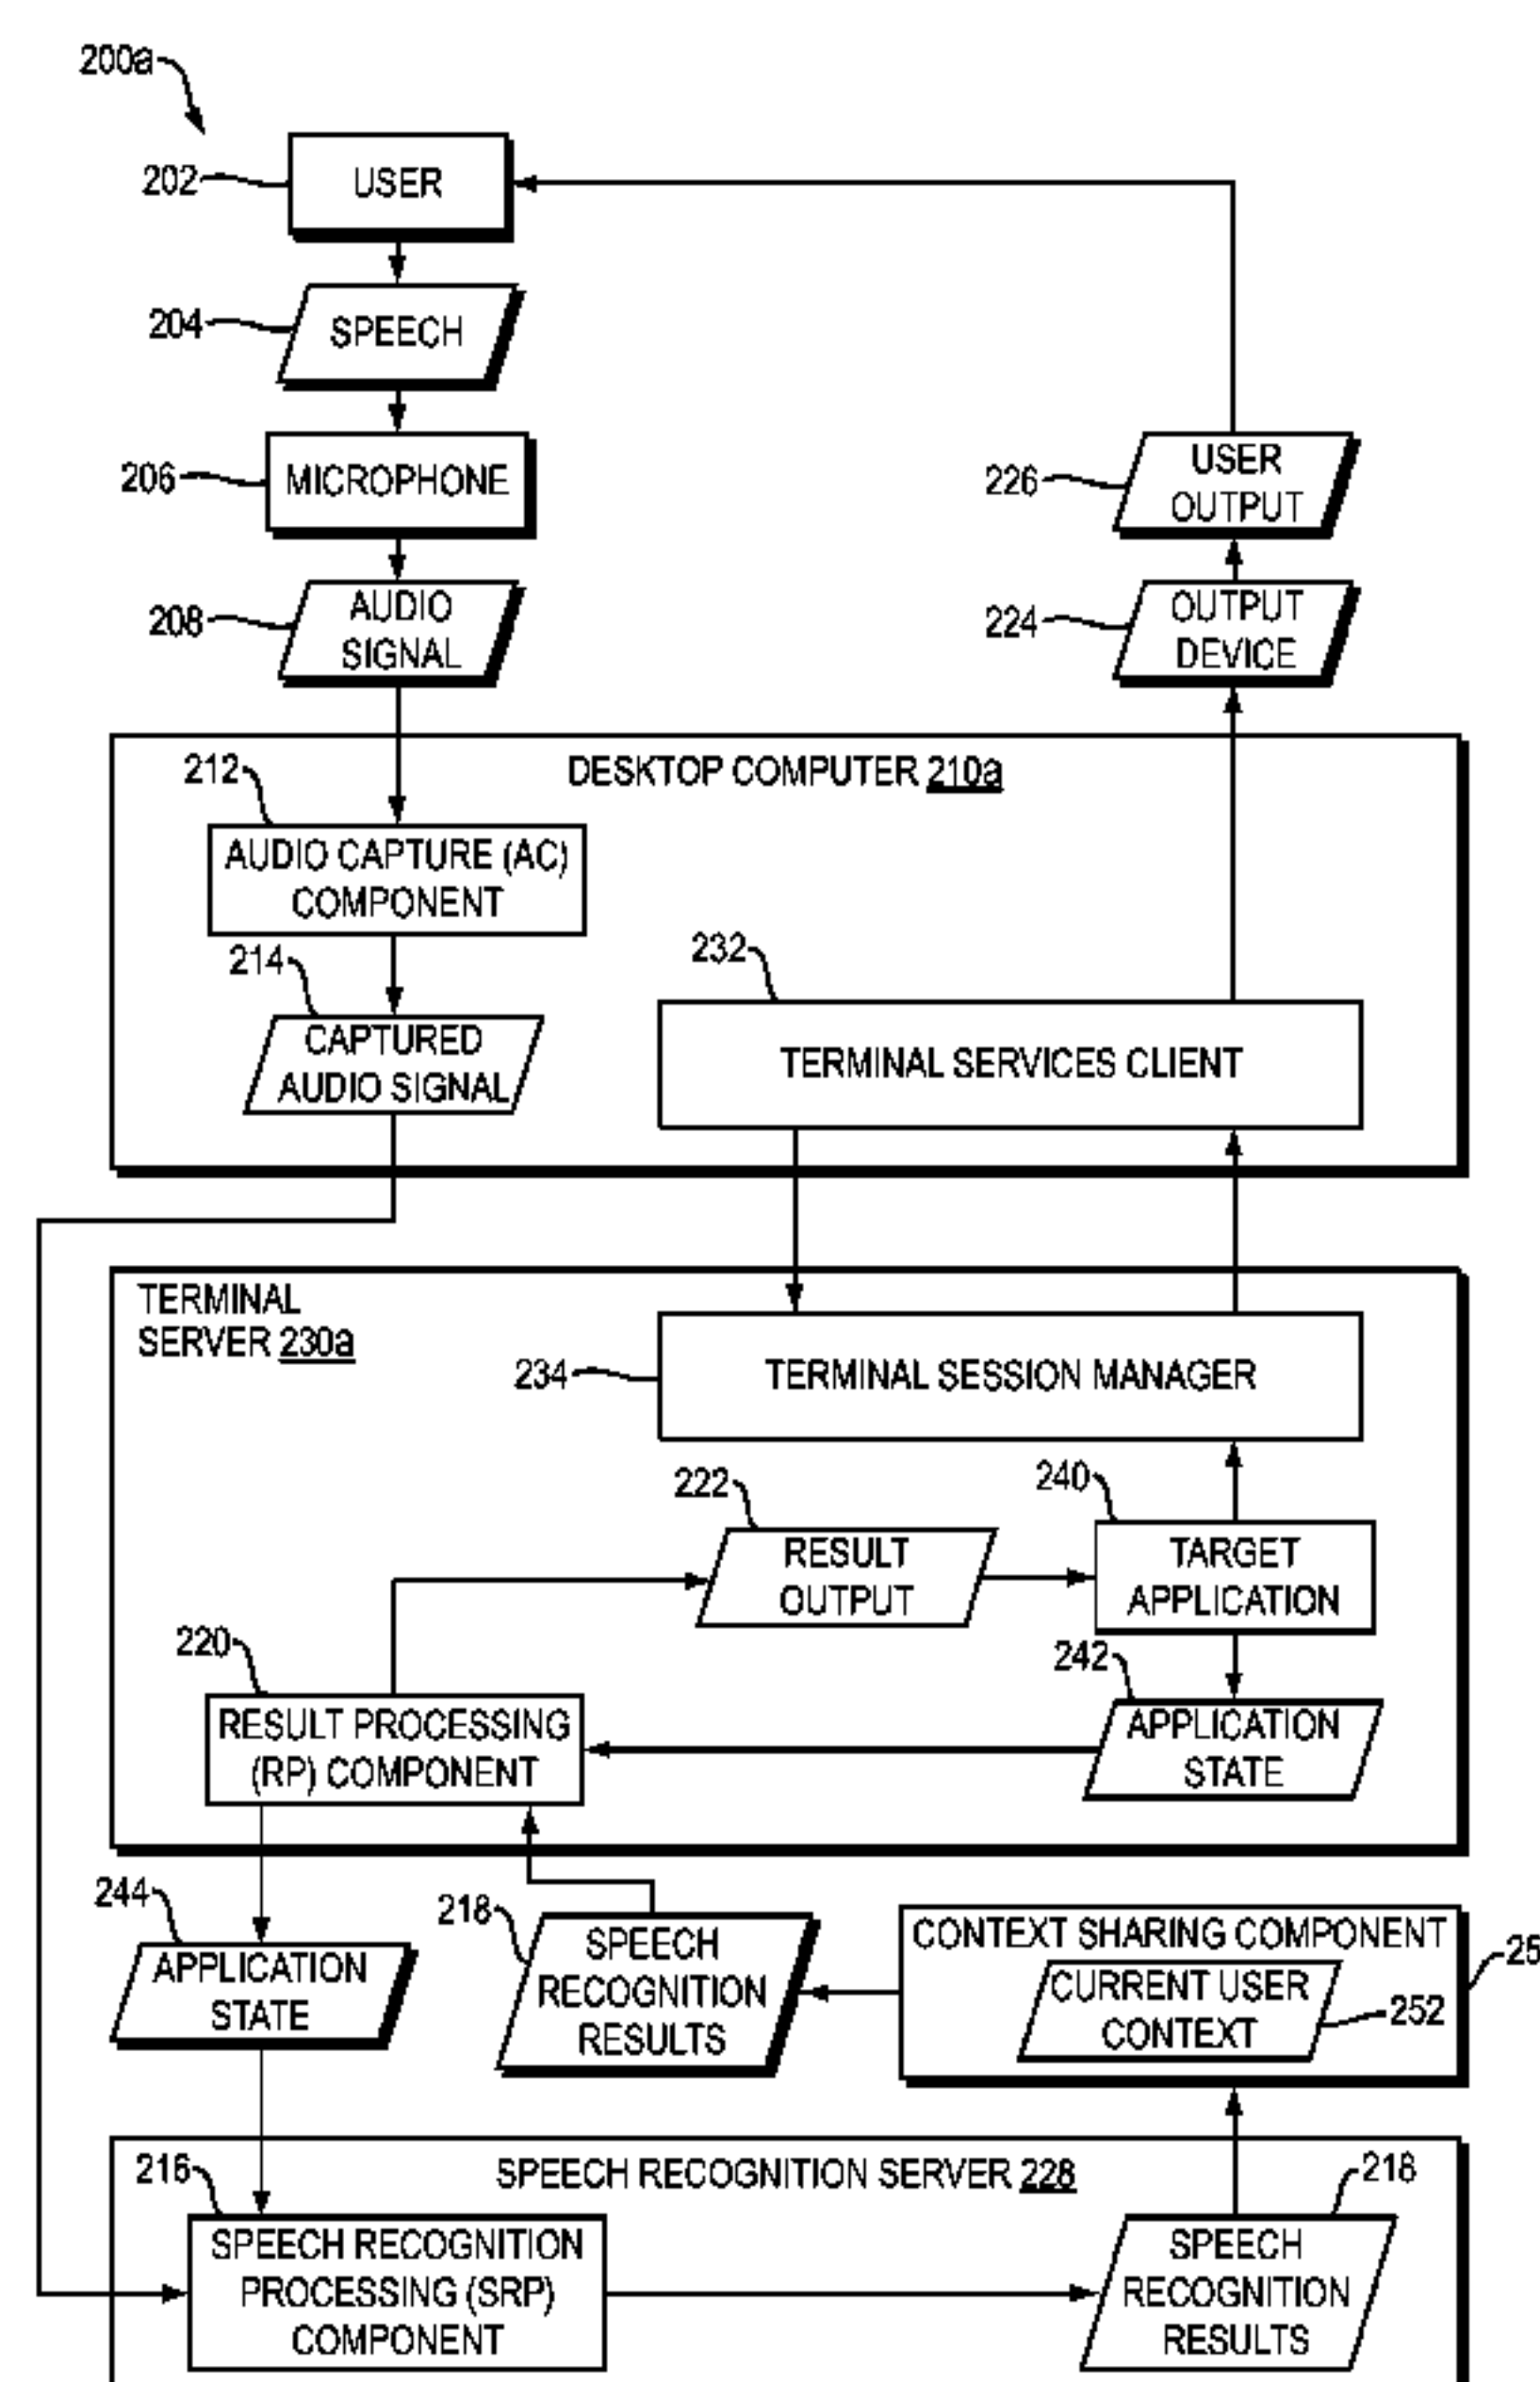 200a
202
USER
204
SPEECH
206
MICROPHONE
226
USER
OUTPUT
208
AUDIO
SIGNAL
224
OUTPUT
DEVICE
212
DESKTOP COMPUTER 210a
AUDIO CAPTURE (AC)
COMPONENT
214
CAPTURED
AUDIO SIGNAL
232
TERMINAL SERVICES CLIENT
TERMINAL
SERVER 230a
234
TERMINAL SESSION MANAGER
222
RESULT
OUTPUT
240
TARGET
APPLICATION
220
RESULT PROCESSING
(RP) COMPONENT
242
APPLICATION
STATE
244
APPLICATION
STATE
218
SPEECH
RECOGNITION
RESULTS
CONTEXT SHARING COMPONENT
25
CURRENT USER
CONTEXT
252
216
SPEECH RECOGNITION SERVER 228
218
SPEECH RECOGNITION
PROCESSING (SRP)
COMPONENT
SPEECH
RECOGNITION
RESULTS